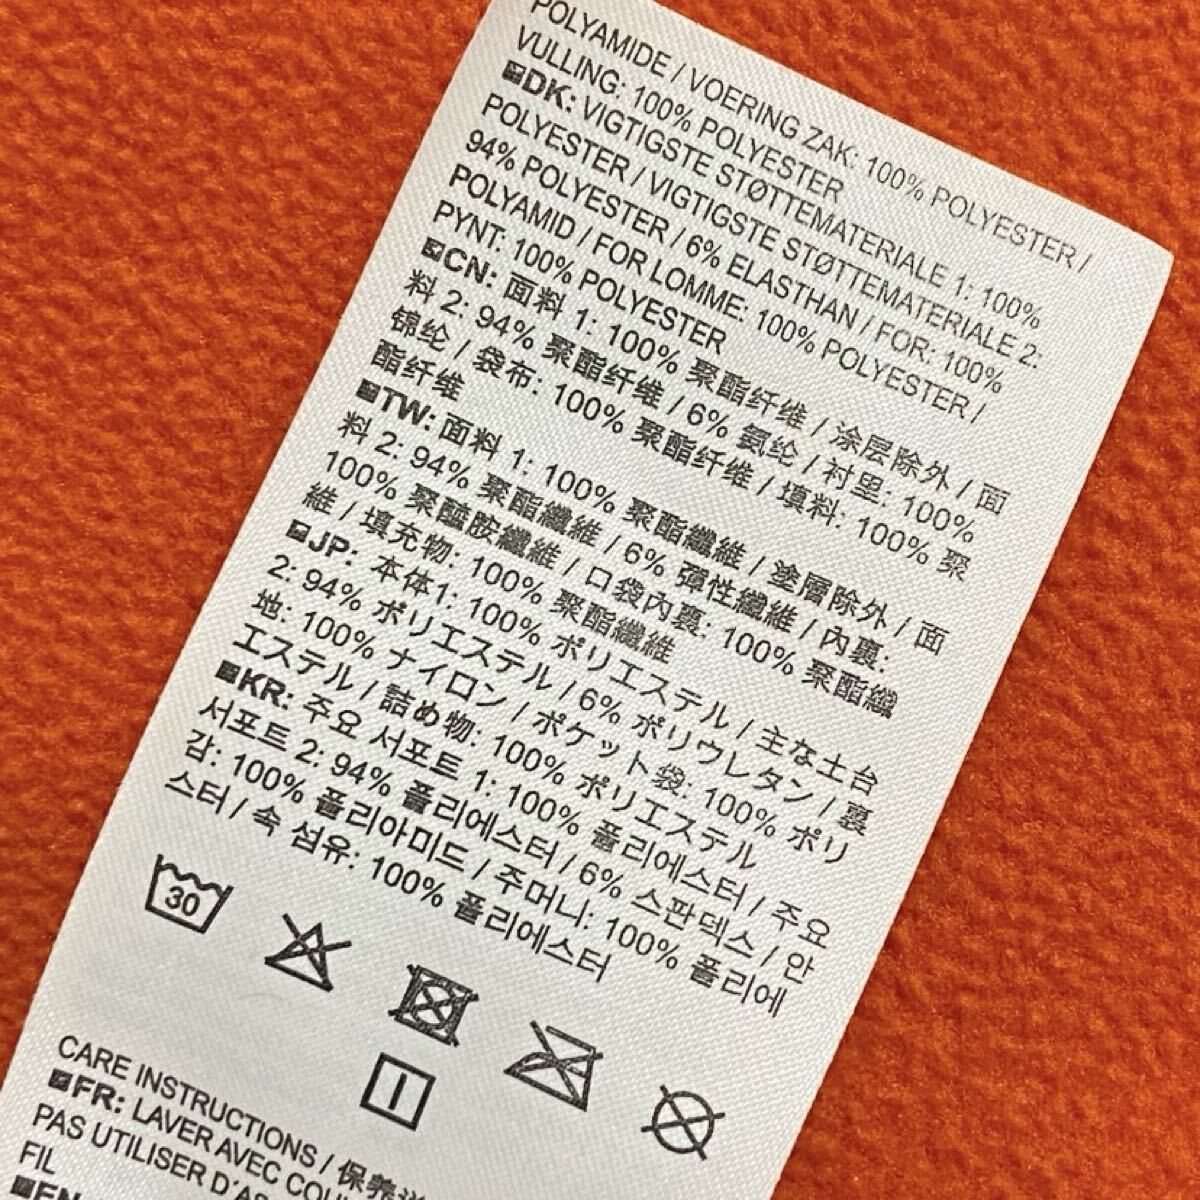 POLYAMIDE / VOERING ZAK: 100% POLYESTER /
VULLING: 100% POLYESTER
DK: VIGTIGSTE STØTTEMATERIALE 1: 100%
POLYESTER / VIGTIGSTE STØTTEMATERIALE 2:
94% POLYESTER / 6% ELASTHAN / FOR: 100%
POLYAMID / FOR LOMME: 100% POLYESTER /
PYNT: 100% POLYESTER
CN: 面料 1: 100% 聚酯纤维 / 涂层除外 / 面
料 2: 94% 聚酯纤维 / 6% 氨纶 / 衬里: 100%
锦纶 / 袋布: 100% 聚酯纤维 / 填料: 100% 聚
酯纤维
TW: 面料 1: 100% 聚酯纖維 / 塗層除外 / 面
料 2: 94% 聚酯纖維 / 6% 彈性纖維 / 內裏:
100% 聚醯胺纖維 / 口袋內裏: 100% 聚酯纖
維 / 填充物: 100% 聚酯纖維
JP: 本体1: 100% ポリエステル / 主な土台
2: 94% ポリエステル / 6% ポリウレタン / 裏
地: 100% ナイロン / ポケット袋: 100% ポリ
エステル / 詰め物: 100% ポリエステル
KR: 주요 서포트 1: 100% 폴리에스터 / 주요
서포트 2: 94% 폴리에스터 / 6% 스판덱스 / 안
감: 100% 폴리아미드 / 주머니: 100% 폴리에
스터 / 속 섬유: 100% 폴리에스터
30
CARE INSTRUCTIONS / 保養
FR: LAVER AVEC
PAS UTILISER
FIL
EN